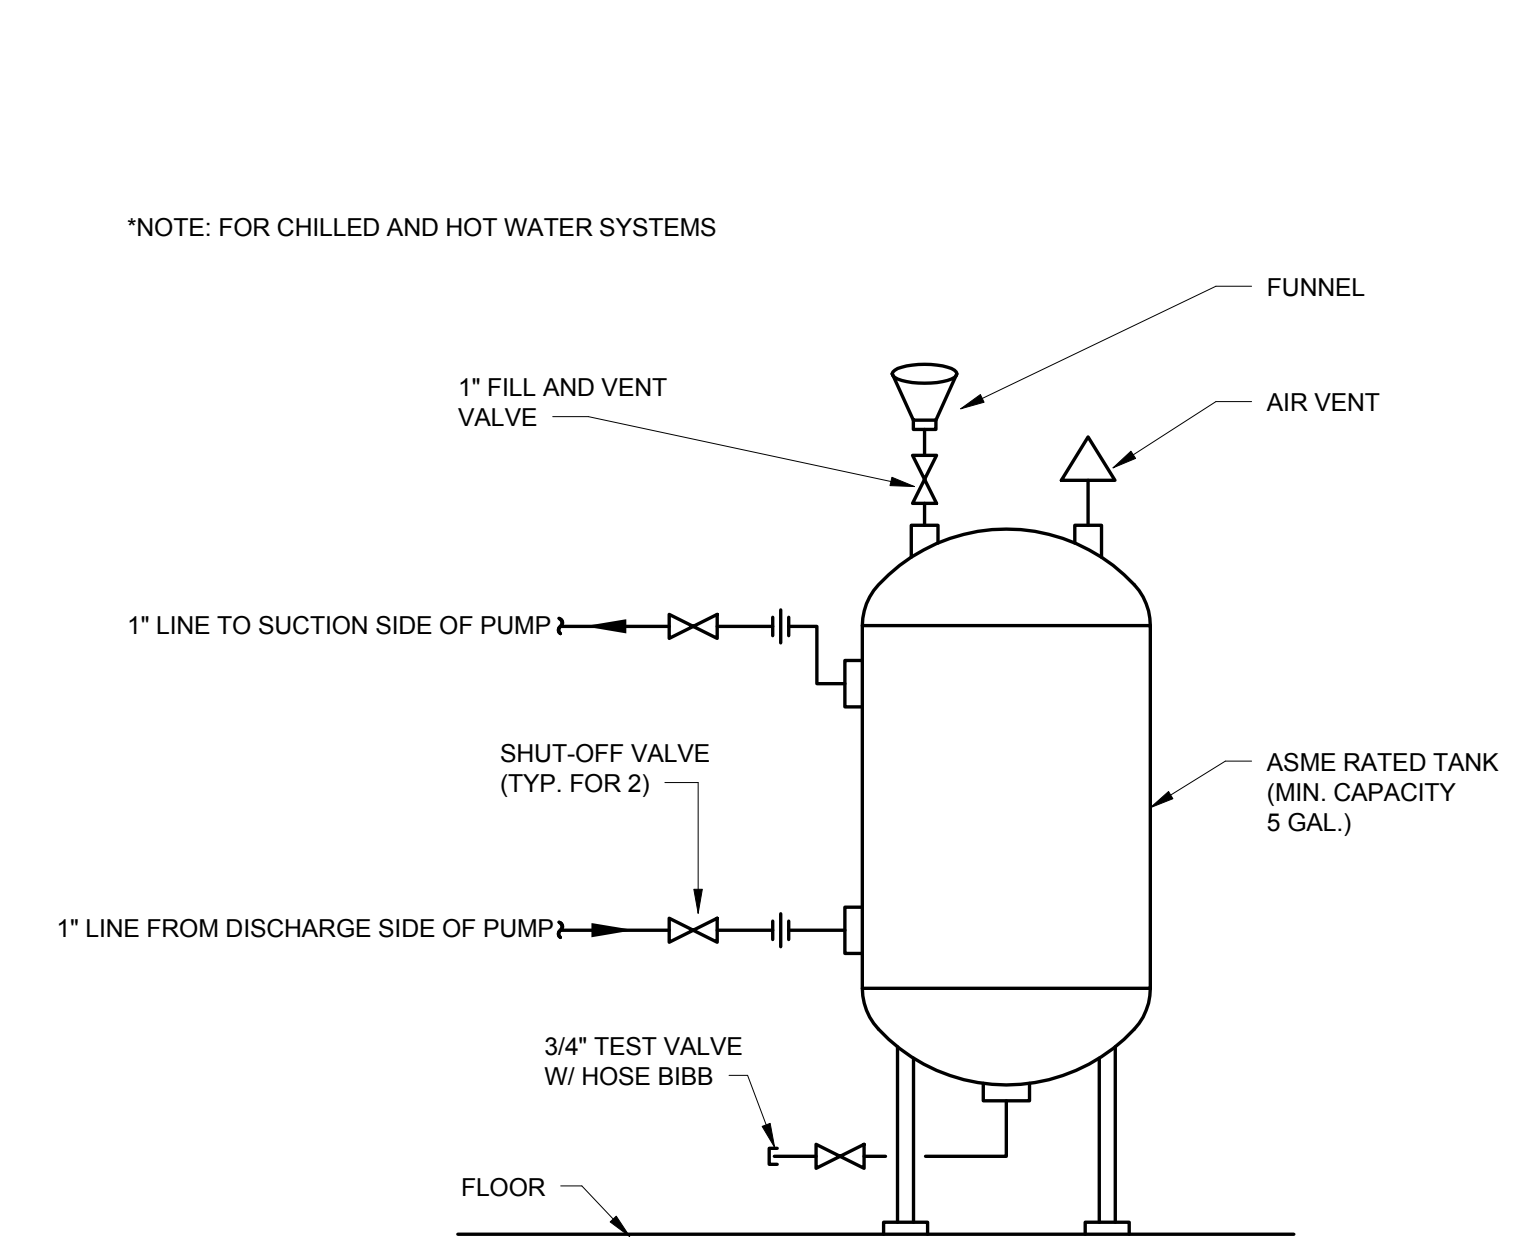 *NOTE: FOR CHILLED AND HOT WATER SYSTEMS
FUNNEL
1" FILL AND VENT
VALVE
AIR VENT
1" LINE TO SUCTION SIDE OF PUMP
SHUT-OFF VALVE
(TYP. FOR 2)
ASME RATED TANK
(MIN. CAPACITY
5 GAL.)
1" LINE FROM DISCHARGE SIDE OF PUMP
3/4" TEST VALVE
W/ HOSE BIBB
FLOOR